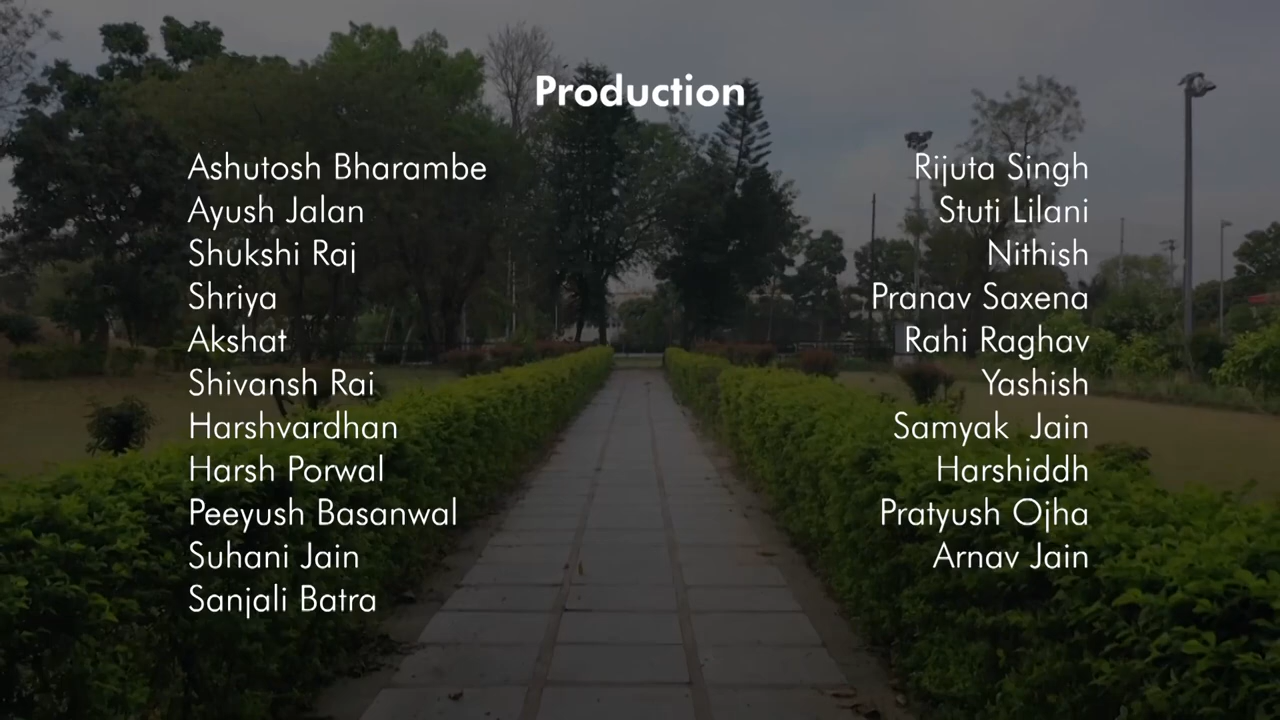 Production
Ashutosh Bharambe
Ayush Jalan
Shukshi Raj
Shriya
Akshat
Shivansh Rai
Harshvardhan
Harsh Porwal
Peeyush Basanwal
Suhani Jain
Sanjali Batra
Rijuta Singh
Stuti Lilani
Nithish
Pranav Saxena
Rahi Raghav
Yashish
Samyak  Jain
Harshiddh
Pratyush Ojha
Arnav Jain